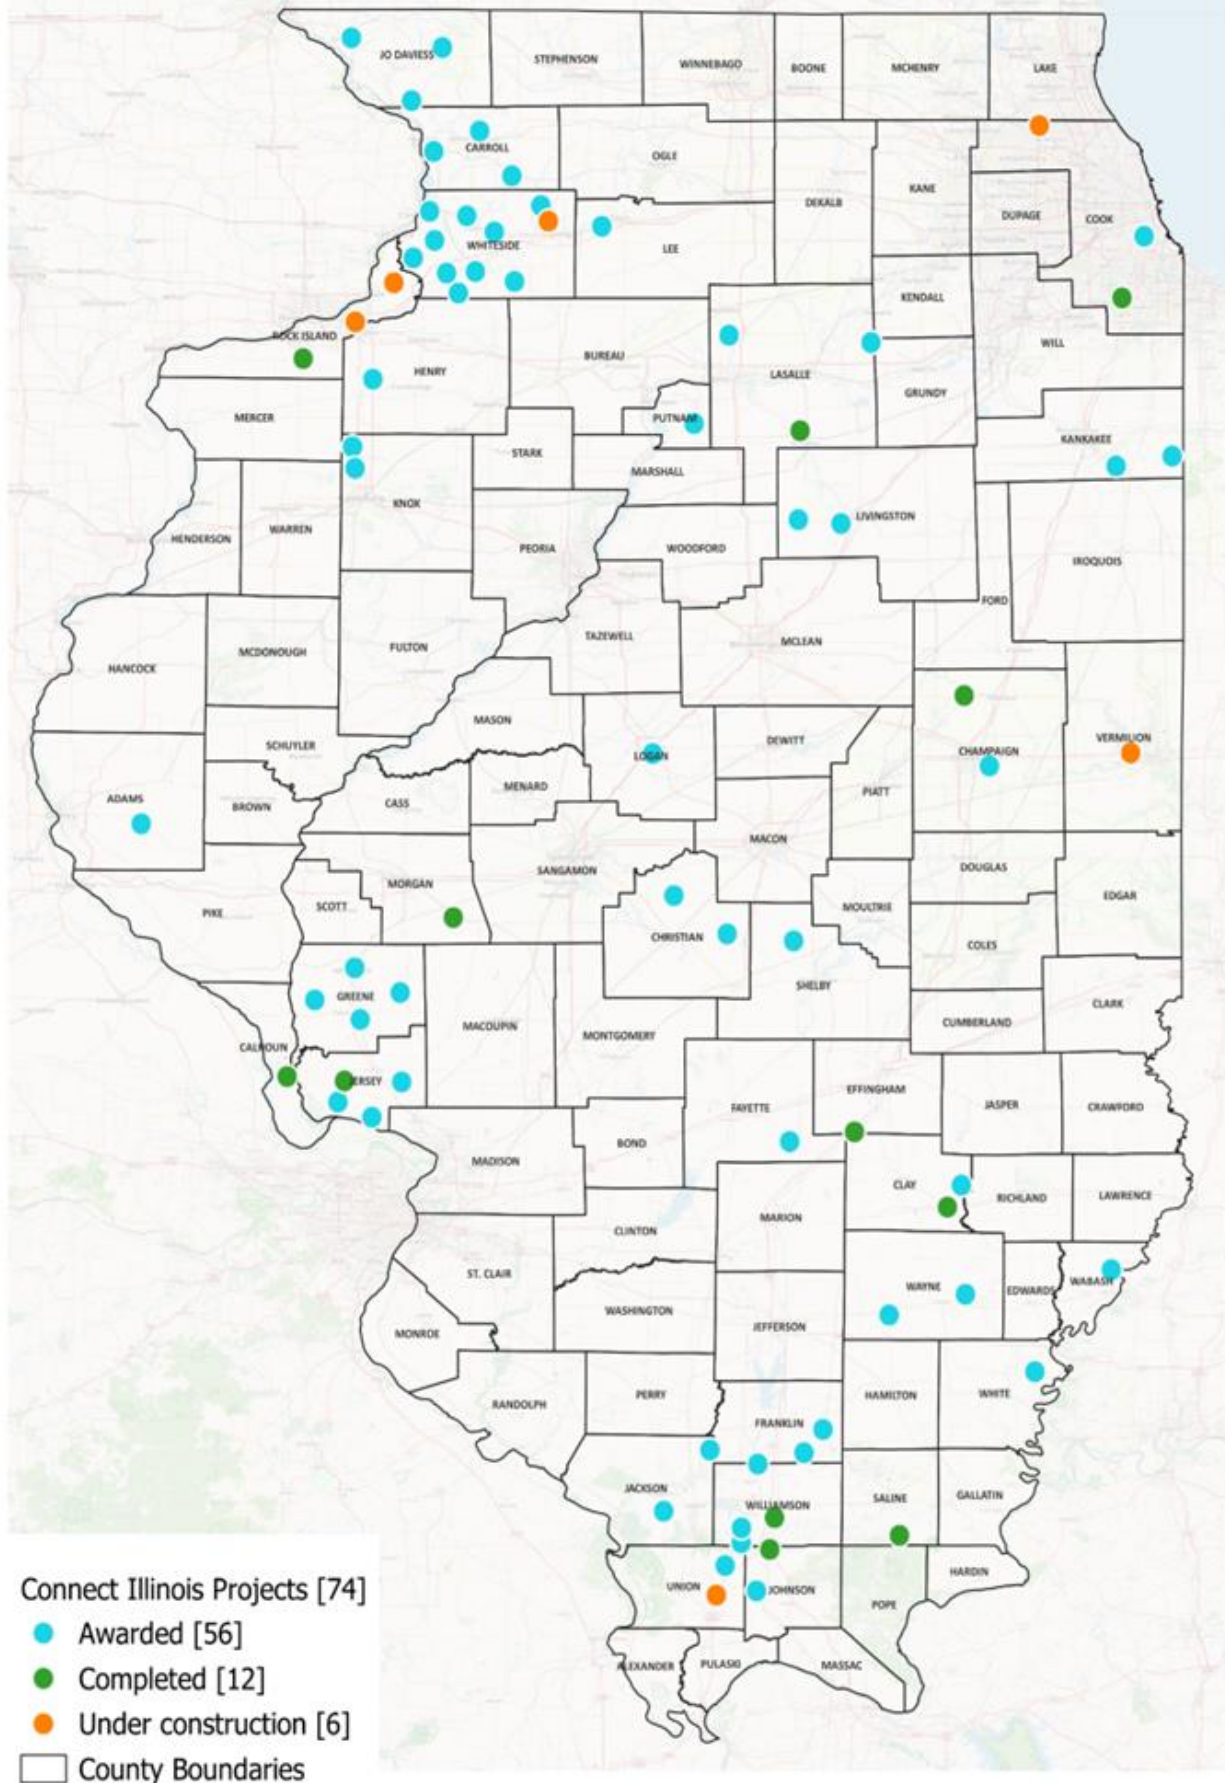 JO DAVIESS
STEPHENSON
WINNEBAGO
BOONE
MCHENRY
LAKE
CARROLL
OGLE
DEKALB
KANE
DUPAGE
COOK
WHITESIDE
LEE
KENDALL
ROCK ISLAND
HENRY
BUREAU
LASALLE
GRUNDY
WILL
MERCER
PUTNAM
KANKAKEE
STARK
MARSHALL
KNOX
LIVINGSTON
HENDERSON
WARREN
PEORIA
WOODFORD
IROQUOIS
FORD
HANCOCK
MCDONOUGH
FULTON
TAZEWELL
MCLEAN
MASON
SCHUYLER
LOGAN
DEWITT
CHAMPAIGN
VERMILION
ADAMS
BROWN
CASS
MENARD
PIATT
MACON
SANGAMON
DOUGLAS
EDGAR
PIKE
SCOTT
MORGAN
MOULTRIE
CHRISTIAN
COLES
GREENE
SHELBY
CLARK
MACOUPIN
MONTGOMERY
CUMBERLAND
CALHOUN
JERSEY
FAYETTE
EFFINGHAM
JASPER
CRAWFORD
MADISON
BOND
CLAY
RICHLAND
LAWRENCE
CLINTON
MARION
ST. CLAIR
WASHINGTON
JEFFERSON
WAYNE
EDWARDS
WABASH
MONROE
RANDOLPH
PERRY
HAMILTON
WHITE
FRANKLIN
JACKSON
WILLIAMSON
SALINE
GALLATIN
UNION
JOHNSON
POPE
HARDIN
ALEXANDER
PULASKI
MASSAC
Connect Illinois Projects [74]
Awarded [56]
Completed [12]
Under construction [6]
County Boundaries